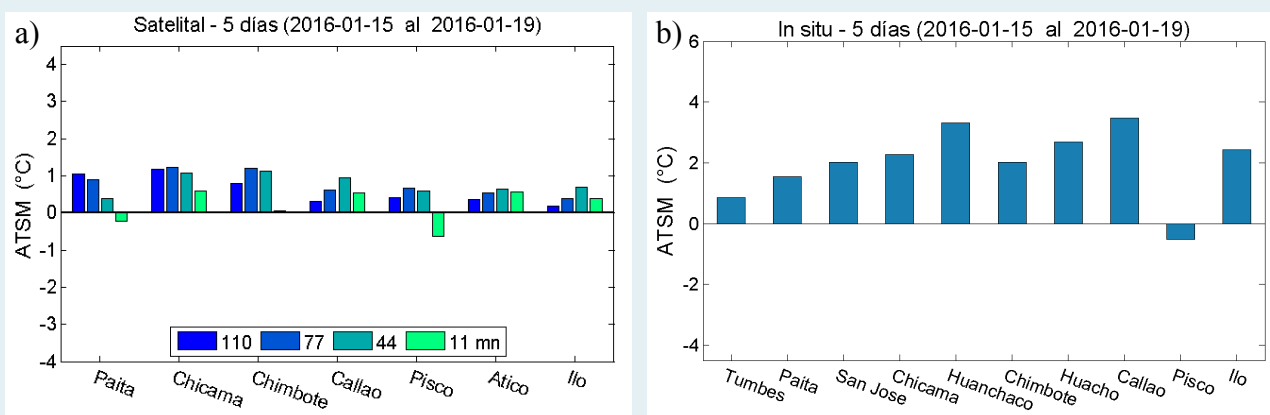 a)
Satelital - 5 días (2016-01-15 al 2016-01-19)
ATSM (°C)
4
3
2
1
0
-1
-2
-3
-4
110 77 44 11 mn
Paita Chicama Chimbote Callao Pisco Atico Ilo
b)
In situ - 5 días (2016-01-15 al 2016-01-19)
ATSM (°C)
6
4
2
0
-2
-4
Tumbes Paita San Jose Chicama Huanchaco Chimbote Huacho Callao Pisco Ilo